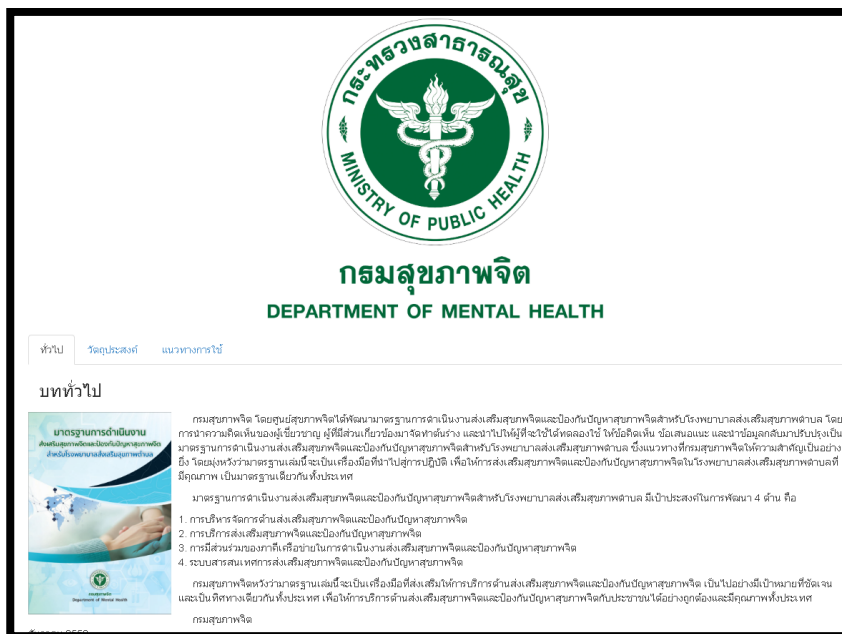 กระทรวงสาธารณสุข
MINISTRY OF PUBLIC HEALTH
กรมสุขภาพจิต
DEPARTMENT OF MENTAL HEALTH
ทั่วไป วัตถุประสงค์ แนวทางการใช้
บททั่วไป
มาตรฐานการดำเนินงาน
ส่งเสริมสุขภาพจิตและป้องกันปัญหาสุขภาพจิต
สำหรับโรงพยาบาลส่งเสริมสุขภาพตำบล
กรมสุขภาพจิต
Department of Mental Health
กรมสุขภาพจิต โดยศูนย์สุขภาพจิตได้พัฒนามาตรฐานการดำเนินงานส่งเสริมสุขภพจิตและป้องกันปัญหาสุขภาพจิตสำหรับโรงพยาบาลส่งเสริมสุขภาพตำบล โดย
การนำความคิดเห็นของผู้เชี่ยวชาญ ผู้ที่มีส่วนเกี่ยวข้องมาจัดทำต้นร่าง และนำไปให้ผู้ที่จะใช้ได้ทดลองใช้ ให้ข้อคิดเห็น ข้อเสนอแนะ และนำข้อมูลกลับมาปรับปรุงเป็น
มาตรฐานการดำเนินงานส่งเสริมสุขภาพจิตและป้องกันปัญหาสุขภาพจิตสำหรับโรงพยาบาลส่งเสริมสุขภาพตำบล ซึ่งแนวทางที่กรมสุขภาพจิตให้ความสำคัญเป็นอย่าง
ยิ่ง โดยมุ่งหวังว่ามาตรฐานเล่มนี้จะเป็นเครื่องมือที่นำไปสู่การปฏิบัติ เพื่อให้การส่งเสริมสุขภาพจิตและป้องกันปัญหาสุขภาพจิตในโรงพยาบาลส่งเสริมสุขภาพตำบลที่
มีคุณภาพ เป็นมาตรฐานเดียวกันทั้งประเทศ
มาตรฐานการดำเนินงานส่งเสริมสุขภาพจิตและป้องกันปัญหาสุขภาพจิตสำหรับโรงพยาบาลส่งเสริมสุขภาพตำบล มีเป้าประสงค์ในการพัฒนา 4 ด้าน คือ
1. การบริหารจัดการด้านส่งเสริมสุขภาพจิตและป้องกันปัญหาสุขภาพจิต
2. การบริการส่งเสริมสุขภาพจิตและป้องกันปัญหาสุขภาพจิต
3. การมีส่วนร่วมของภาคีเครือข่ายในการดำเนินงานส่งเสริมสุขภาพจิตและป้องกันปัญหาสุขภาพจิต
4. ระบบสารสนเทศการส่งเสริมสุขภาพจิตและป้องกันปัญหาสุขภาพจิต
กรมสุขภาพจิตหวังว่ามาตรฐานเล่มนี้จะเป็นเครื่องมือที่ส่งเสริมให้การบริการด้านส่งเสริมสุขภาพจิตและป้องกันปัญหาสุขภาพจิต เป็นไปอย่างมีเป้าหมายที่ชัดเจน
และเป็นทิศทางเดียวกันทั้งประเทศ เพื่อให้การบริการด้านส่งเสริมสุขภาพจิตและป้องกันปัญหาสุขภาพจิตกับประชาชนได้อย่างถูกต้องและมีคุณภาพทั้งประเทศ
กรมสุขภาพจิต